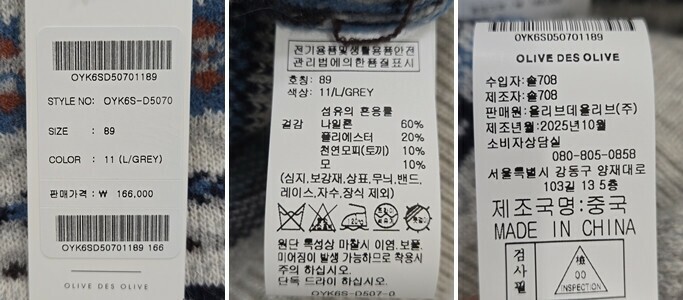 OYK6SD50701189
STYLE NO: OYK6S-D5070
SIZE : 89
COLOR : 11 (L/GREY)
판매가격 : ₩ 166,000
OYK6SD50701189 166
OLIVE DES OLIVE
전기용품및생활용품안전
관리법에의한품질표시
호칭: 89
색상: 11/L/GREY
섬유의 혼용률
겉감 나일론 60%
폴리에스터 20%
천연모피(토끼) 10%
모 10%
(심지,보강재,상표,무늬,밴드,
레이스,자수,장식 제외)
원단 특성상 마찰시 이염.보풀.
미어짐이 발생 가능하므로 착용시
주의 하십시오.
단독 드라이 하십시오.
OYK6S-D507-0
OYK6SD50701189
OLIVE DES OLIVE
수입자:숄708
제조자:숄708
판매원:올리브데올리브(주)
제조년월:2025년10월
소비자상담실
080-805-0858
서울특별시 강동구 양재대로
103길 13 5층
제조국명:중국
MADE IN CHINA
검사필
檢
00
INSPECTION